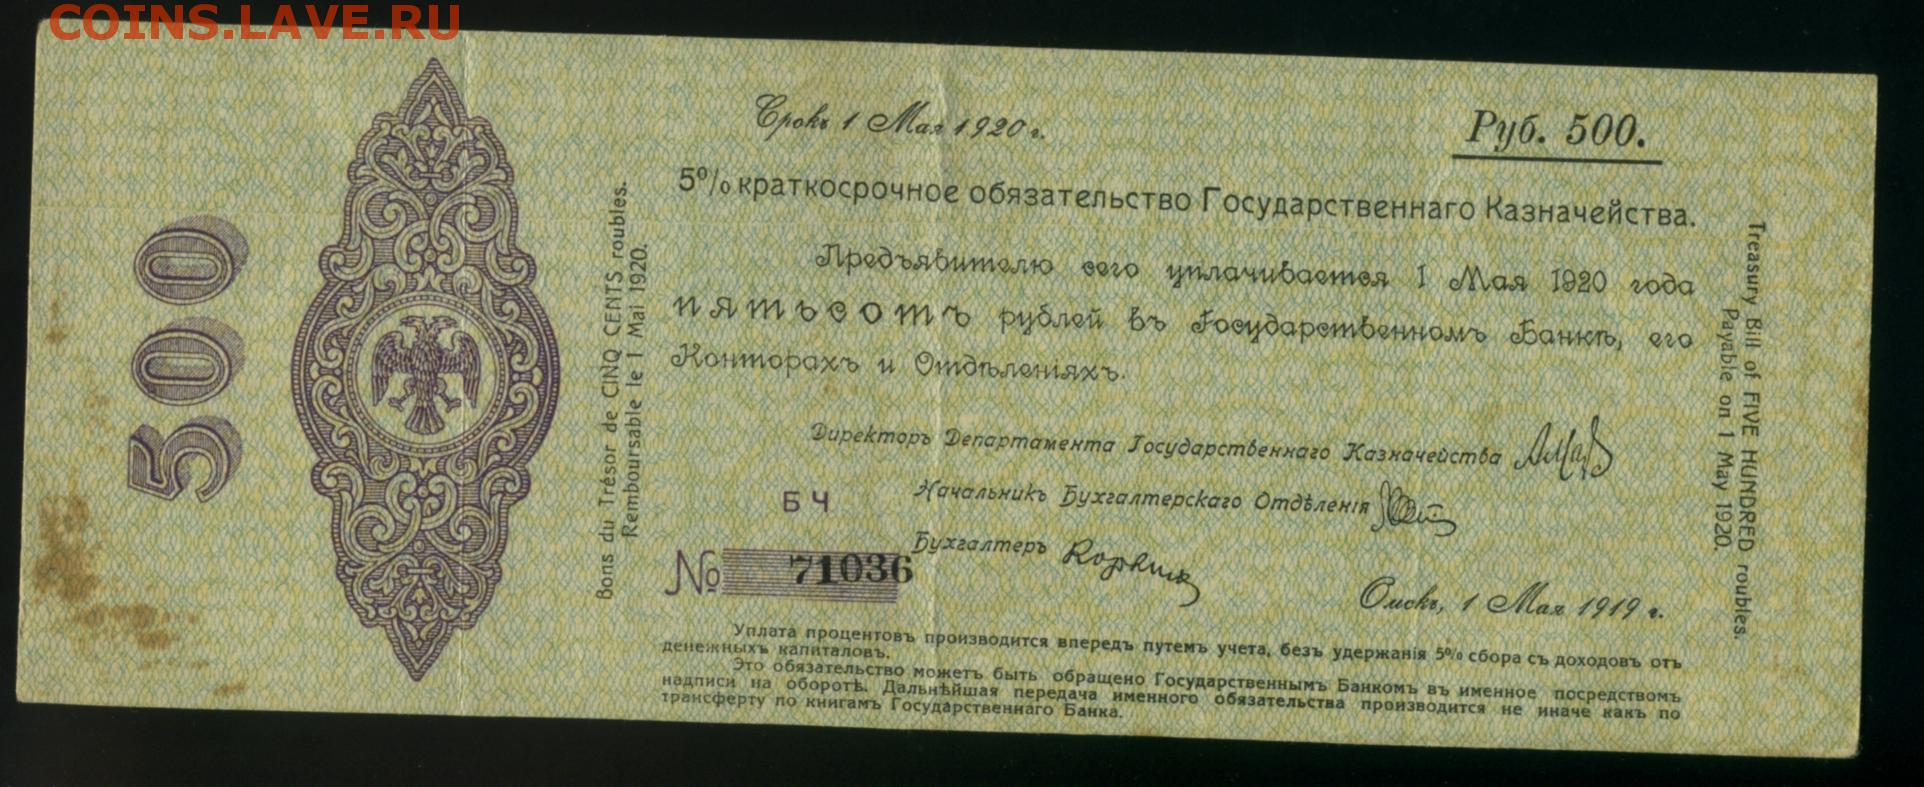 COINS.LAVE.RU
500
Bons du Trésor de CINQ CENTS roubles.
Remboursable le 1 Mai 1920.
Срокъ 1 Мая 1920 г.
Руб. 500.
5% краткосрочное обязательство Государственнаго Казначейства.
Предъявителю сего уплачивается 1 Мая 1920 года
пятьсотъ рублей въ Государственномъ Банкѣ, его
Конторахъ и Отдѣленіяхъ.
Директоръ Департамента Государственнаго Казначейства
Начальникъ Бухгалтерскаго Отдѣленія
Бухгалтеръ
БЧ
№ 71036
Омскъ, 1 Мая 1919 г.
Уплата процентовъ производится впередъ путем учета, безъ удержанія 5% сбора съ доходовъ отъ
денежныхъ капиталов.
Это обязательство можетъ быть обращено Государственнымъ Банкомъ въ именное посредством
надписи на оборотѣ. Дальнѣйшая передача именного обязательства производится не иначе какъ по
трансферту по книгамъ Государственнаго Банка.
Treasury Bill of FIVE HUNDRED roubles.
Payable on 1 May 1920.